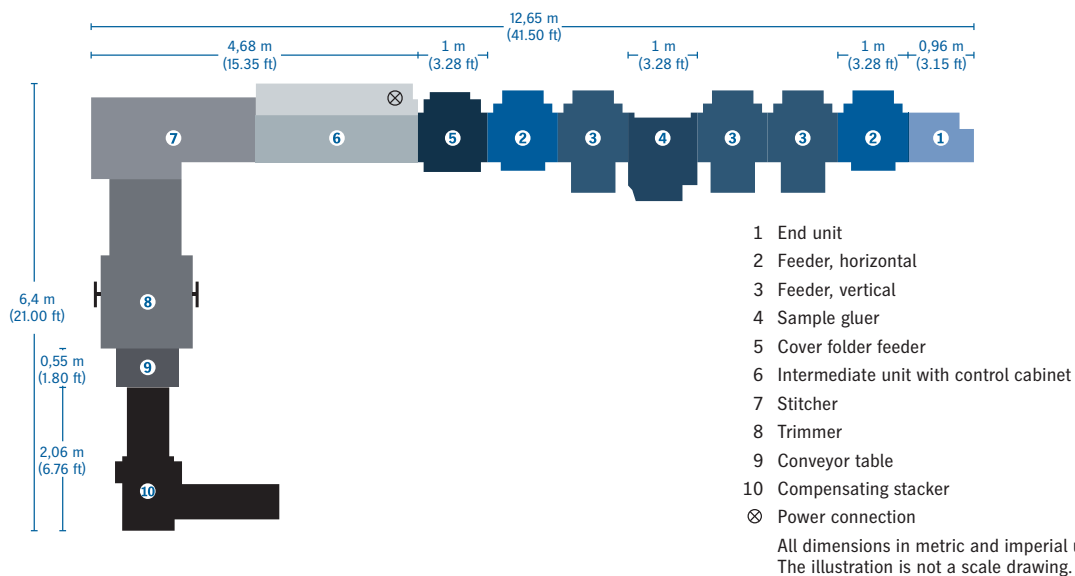 12,65 m
(41.50 ft)
4,68 m
(15.35 ft)
1 m
(3.28 ft)
1 m
(3.28 ft)
1 m
(3.28 ft)
0,96 m
(3.15 ft)
7
6
5
2
3
4
3
3
2
1
6,4 m
(21.00 ft)
8
0,55 m
(1.80 ft)
9
2,06 m
(6.76 ft)
10
1 End unit
2 Feeder, horizontal
3 Feeder, vertical
4 Sample gluer
5 Cover folder feeder
6 Intermediate unit with control cabinet
7 Stitcher
8 Trimmer
9 Conveyor table
10 Compensating stacker
⊗ Power connection
All dimensions in metric and imperial
The illustration is not a scale drawing.